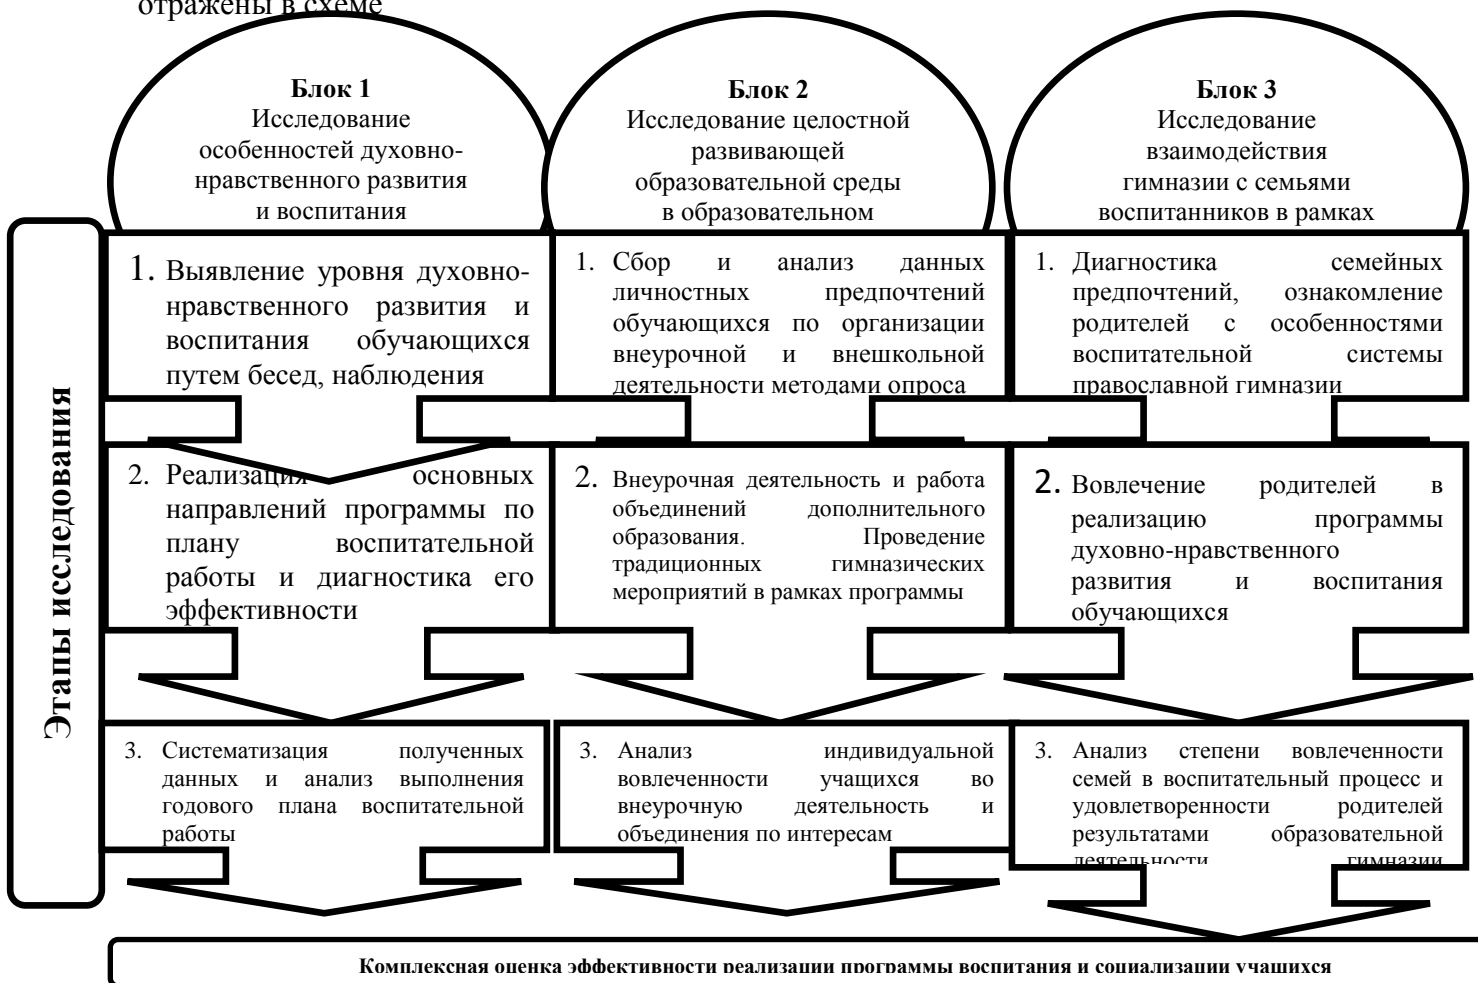 отражены в схеме
Блок 1
Исследование
особенностей духовно-
нравственного развития
и воспитания
Блок 2
Исследование целостной
развивающей
образовательной среды
в образовательном
Блок 3
Исследование
взаимодействия
гимназии с семьями
воспитанников в рамках
Этапы исследования
1. Выявление уровня духовно-
нравственного развития и
воспитания обучающихся
путем бесед, наблюдения
1. Сбор и анализ данных
личностных предпочтений
обучающихся по организации
внеурочной и внешкольной
деятельности методами опроса
1. Диагностика семейных
предпочтений, ознакомление
родителей с особенностями
воспитательной системы
православной гимназии
2. Реализация основных
направлений программы по
плану воспитательной
работы и диагностика его
эффективности
2. Внеурочная деятельность и работа
объединений дополнительного
образования. Проведение
традиционных гимназических
мероприятий в рамках программы
2. Вовлечение родителей в
реализацию программы
духовно-нравственного
развития и воспитания
обучающихся
3. Систематизация полученных
данных и анализ выполнения
годового плана воспитательной
работы
3. Анализ индивидуальной
вовлеченности учащихся во
внеурочную деятельность и
объединения по интересам
3. Анализ степени вовлеченности
семей в воспитательный процесс и
удовлетворенности родителей
результатами образовательной
деятельности гимназии
Комплексная оценка эффективности реализации программы воспитания и социализации учащихся